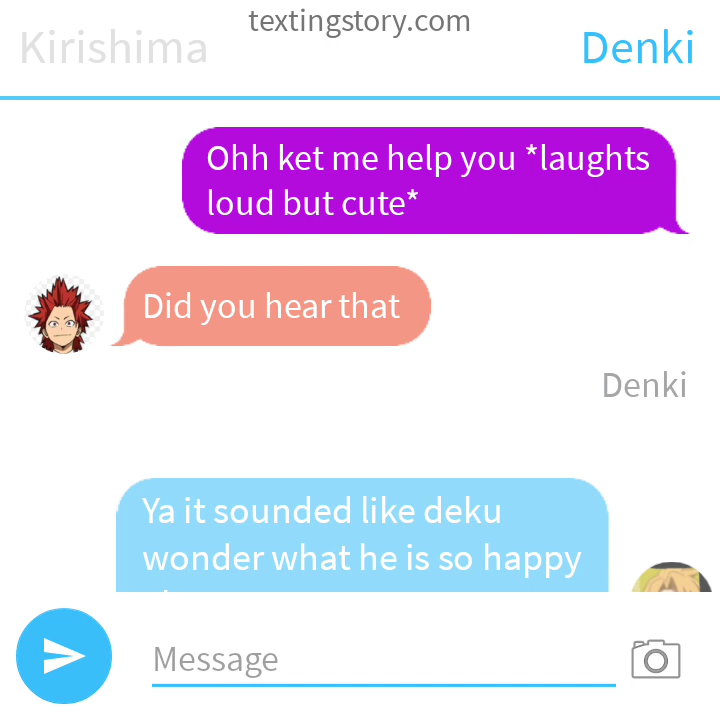 textingstory.com
Kirishima
Denki
Ohh ket me help you *laughts
loud but cute*
Did you hear that
Denki
Ya it sounded like deku
wonder what he is so happy
Message